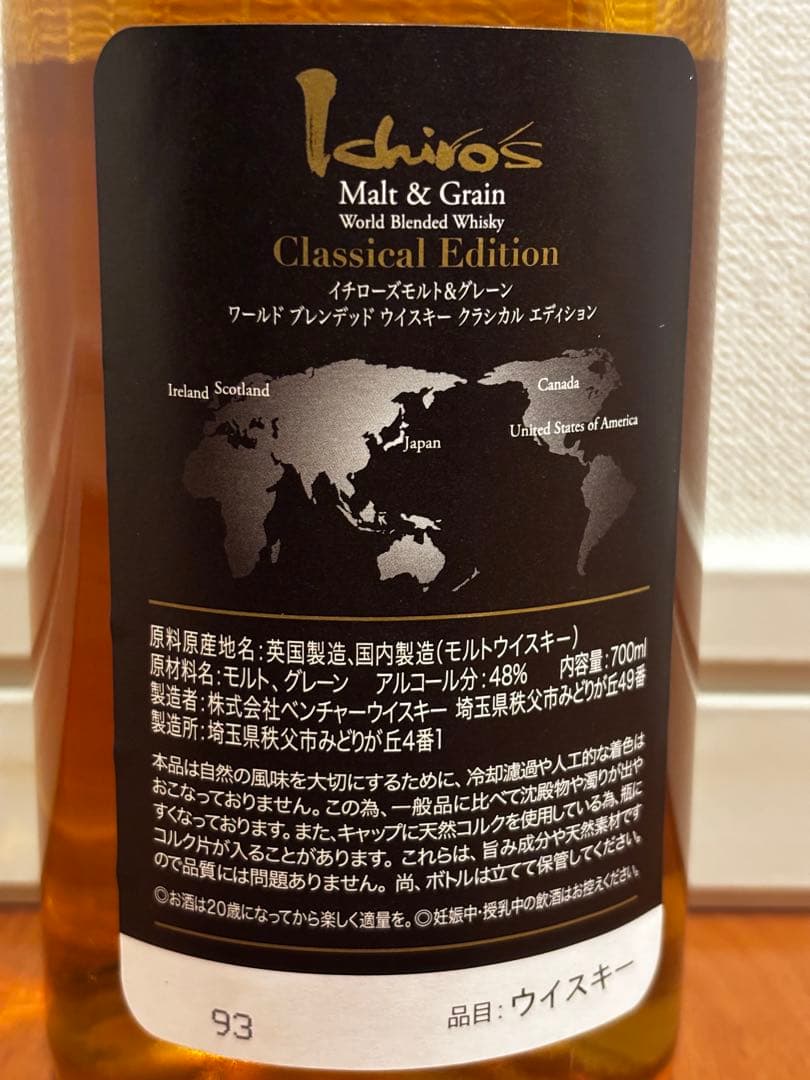 Ichiro's
Malt & Grain
World Blended Whisky
Classical Edition
イチローズモルト&グレーン
ワールド ブレンデッド ウイスキー クラシカル エディション
Ireland Scotland Canada
United States of America
Japan
原料原産地名:英国製造、国内製造(モルトウイスキー)
原材料名:モルト、グレーン アルコール分:48% 内容量:700ml
製造者:株式会社ベンチャーウイスキー 埼玉県秩父市みどりが丘49番
製造所:埼玉県秩父市みどりが丘4番1
本品は自然の風味を大切にするために、冷却濾過や人工的な着色は
おこなっておりません。この為、一般品に比べて沈殿物や濁りが出や
すくなっております。また、キャップに天然コルクを使用している為、瓶に
コルク片が入ることがあります。これらは、旨み成分や天然素材です
ので品質には問題ありません。尚、ボトルは立てて保管してください。
◎お酒は20歳になってから楽しく適量を。◎妊娠中・授乳中の飲酒はお控えください。
93 品目:ウイスキー